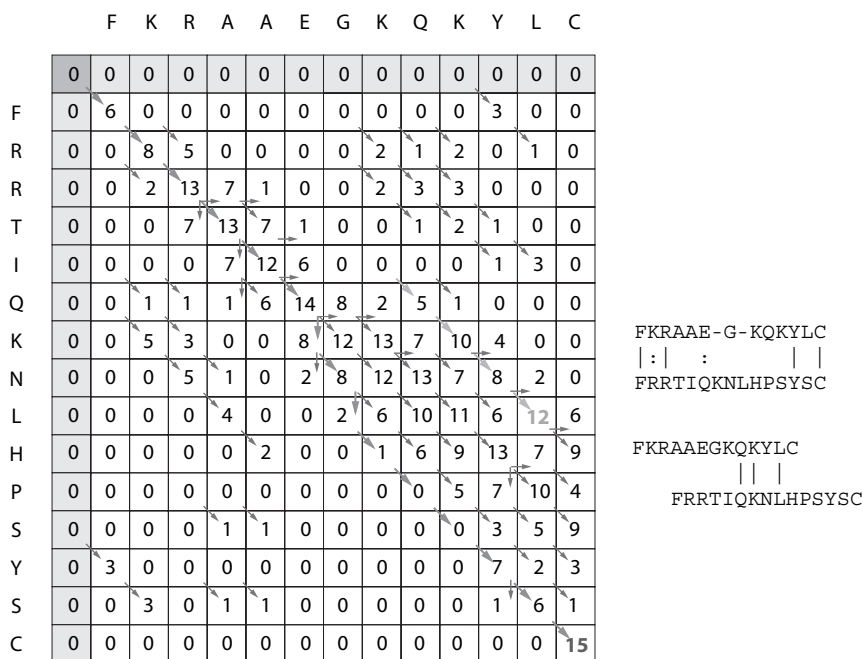 F K R A A E G K Q K Y L C
0 0 0 0 0 0 0 0 0 0 0 0 0 0
F 0 6 0 0 0 0 0 0 0 0 0 3 0 0
R 0 0 8 5 0 0 0 0 2 1 2 0 1 0
R 0 0 2 13 7 1 0 0 2 3 3 0 0 0
T 0 0 0 7 13 7 1 0 0 1 2 1 0 0
I 0 0 0 0 7 12 6 0 0 0 0 1 3 0
Q 0 0 1 1 1 6 14 8 2 5 1 0 0 0
K 0 0 5 3 0 0 8 12 13 7 10 4 0 0
N 0 0 0 5 1 0 2 8 12 13 7 8 2 0
L 0 0 0 0 4 0 0 2 6 10 11 6 12 6
H 0 0 0 0 0 2 0 0 1 6 9 13 7 9
P 0 0 0 0 0 0 0 0 0 0 5 7 10 4
S 0 0 0 0 1 1 0 0 0 0 0 3 5 9
Y 0 3 0 0 0 0 0 0 0 0 0 7 2 3
S 0 0 3 0 1 1 0 0 0 0 0 1 6 1
C 0 0 0 0 0 0 0 0 0 0 0 0 0 15
FKRAAE-G-KQKYLC
|:| : | |
FRRTIQKNLHPSYSC
FKRAAEGKQKYLC
|| |
FRRTIQKNLHPSYSC